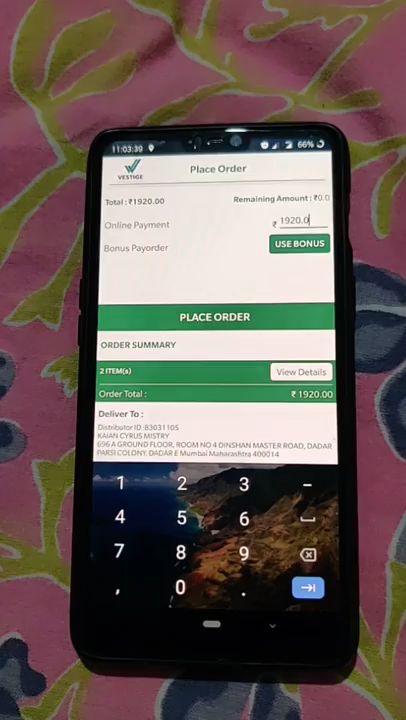 11:03:30 66%
VESTIGE
Place Order
Total : ₹1920.00 Remaining Amount : ₹0.0
Online Payment ₹ 1920.0
Bonus Payorder USE BONUS
PLACE ORDER
ORDER SUMMARY
2 ITEM(s) View Details
Order Total : ₹ 1920.00
Deliver To :
Distributor ID :83031105
KAIAN CYRUS MISTRY
696 A GROUND FLOOR, ROOM NO 4 DINSHAN MASTER ROAD, DADAR
PARSI COLONY, DADAR E Mumbai Maharashtra 400014
1 2 3 –
4 5 6
7 8 9
, 0 .